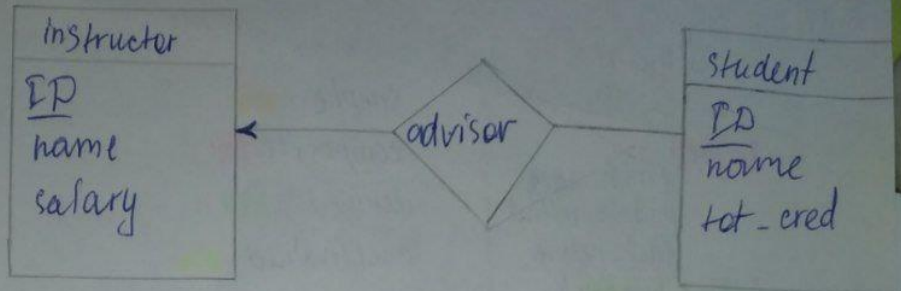 instructor
ID
name
salary
advisor
student
ID
name
tot_cred